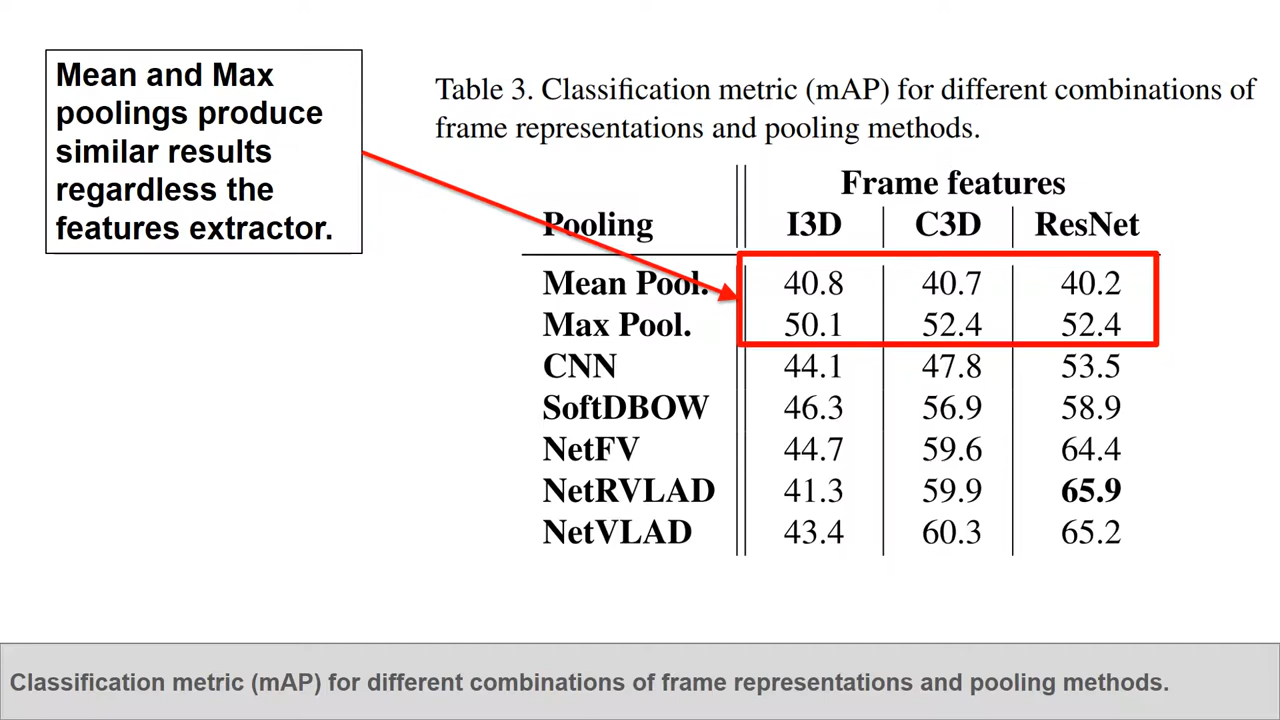 Mean and Max
poolings produce
similar results
regardless the
features extractor.
Table 3. Classification metric (mAP) for different combinations of
frame representations and pooling methods.
Frame features
Pooling I3D C3D ResNet
Mean Pool. 40.8 40.7 40.2
Max Pool. 50.1 52.4 52.4
CNN 44.1 47.8 53.5
SoftDBOW 46.3 56.9 58.9
NetFV 44.7 59.6 64.4
NetRVLAD 41.3 59.9 65.9
NetVLAD 43.4 60.3 65.2
Classification metric (mAP) for different combinations of frame representations and pooling methods.